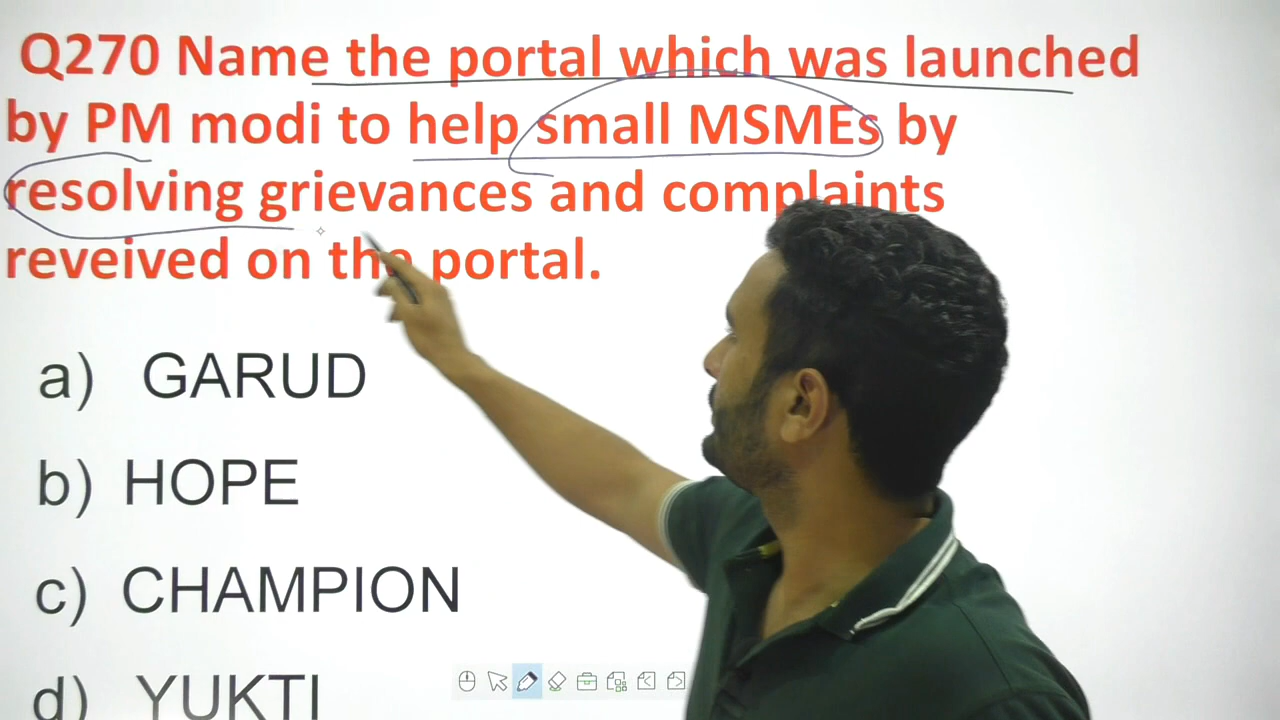 Q270 Name the portal which was launched
by PM modi to help small MSMEs by
resolving grievances and complaints
reveived on the portal.
a) GARUD
b) HOPE
c) CHAMPION
d) YUKTI